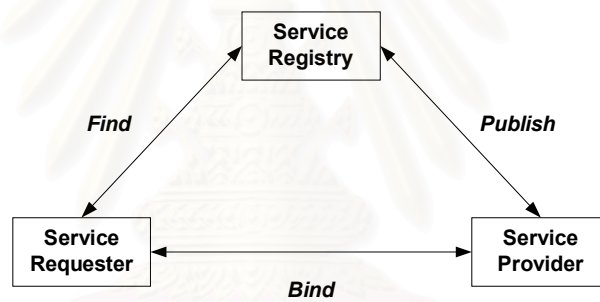 Service
Registry
Find
Publish
Service
Requester
Service
Provider
Bind